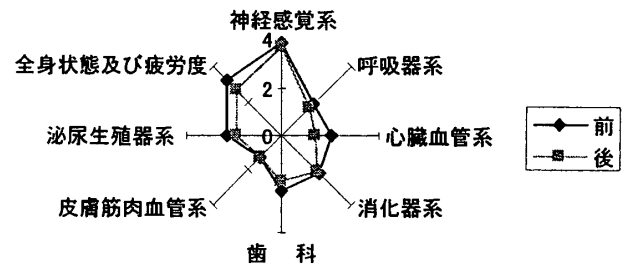 神経感覚系
4
全身状態及び疲労度
呼吸器系
2
泌尿生殖器系
0
心臓血管系
前
後
皮膚筋肉血管系
消化器系
歯 科